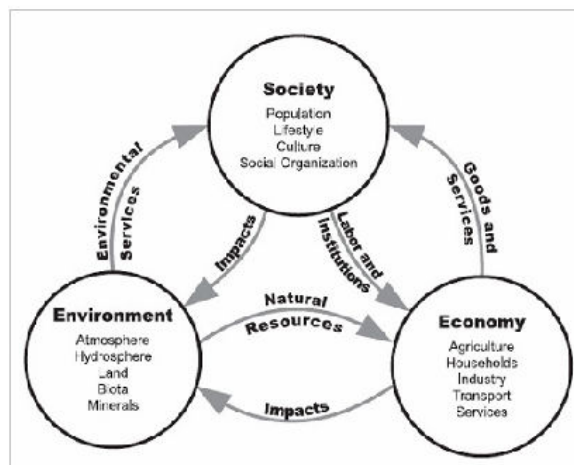 Society
Population
Lifestyle
Culture
Social Organization
Environmental
Services
Goods and
Services
Impacts
Labor and
Institutions
Environment
Atmosphere
Hydrosphere
Land
Biota
Minerals
Natural
Resources
Economy
Agriculture
Households
Industry
Transport
Services
Impacts